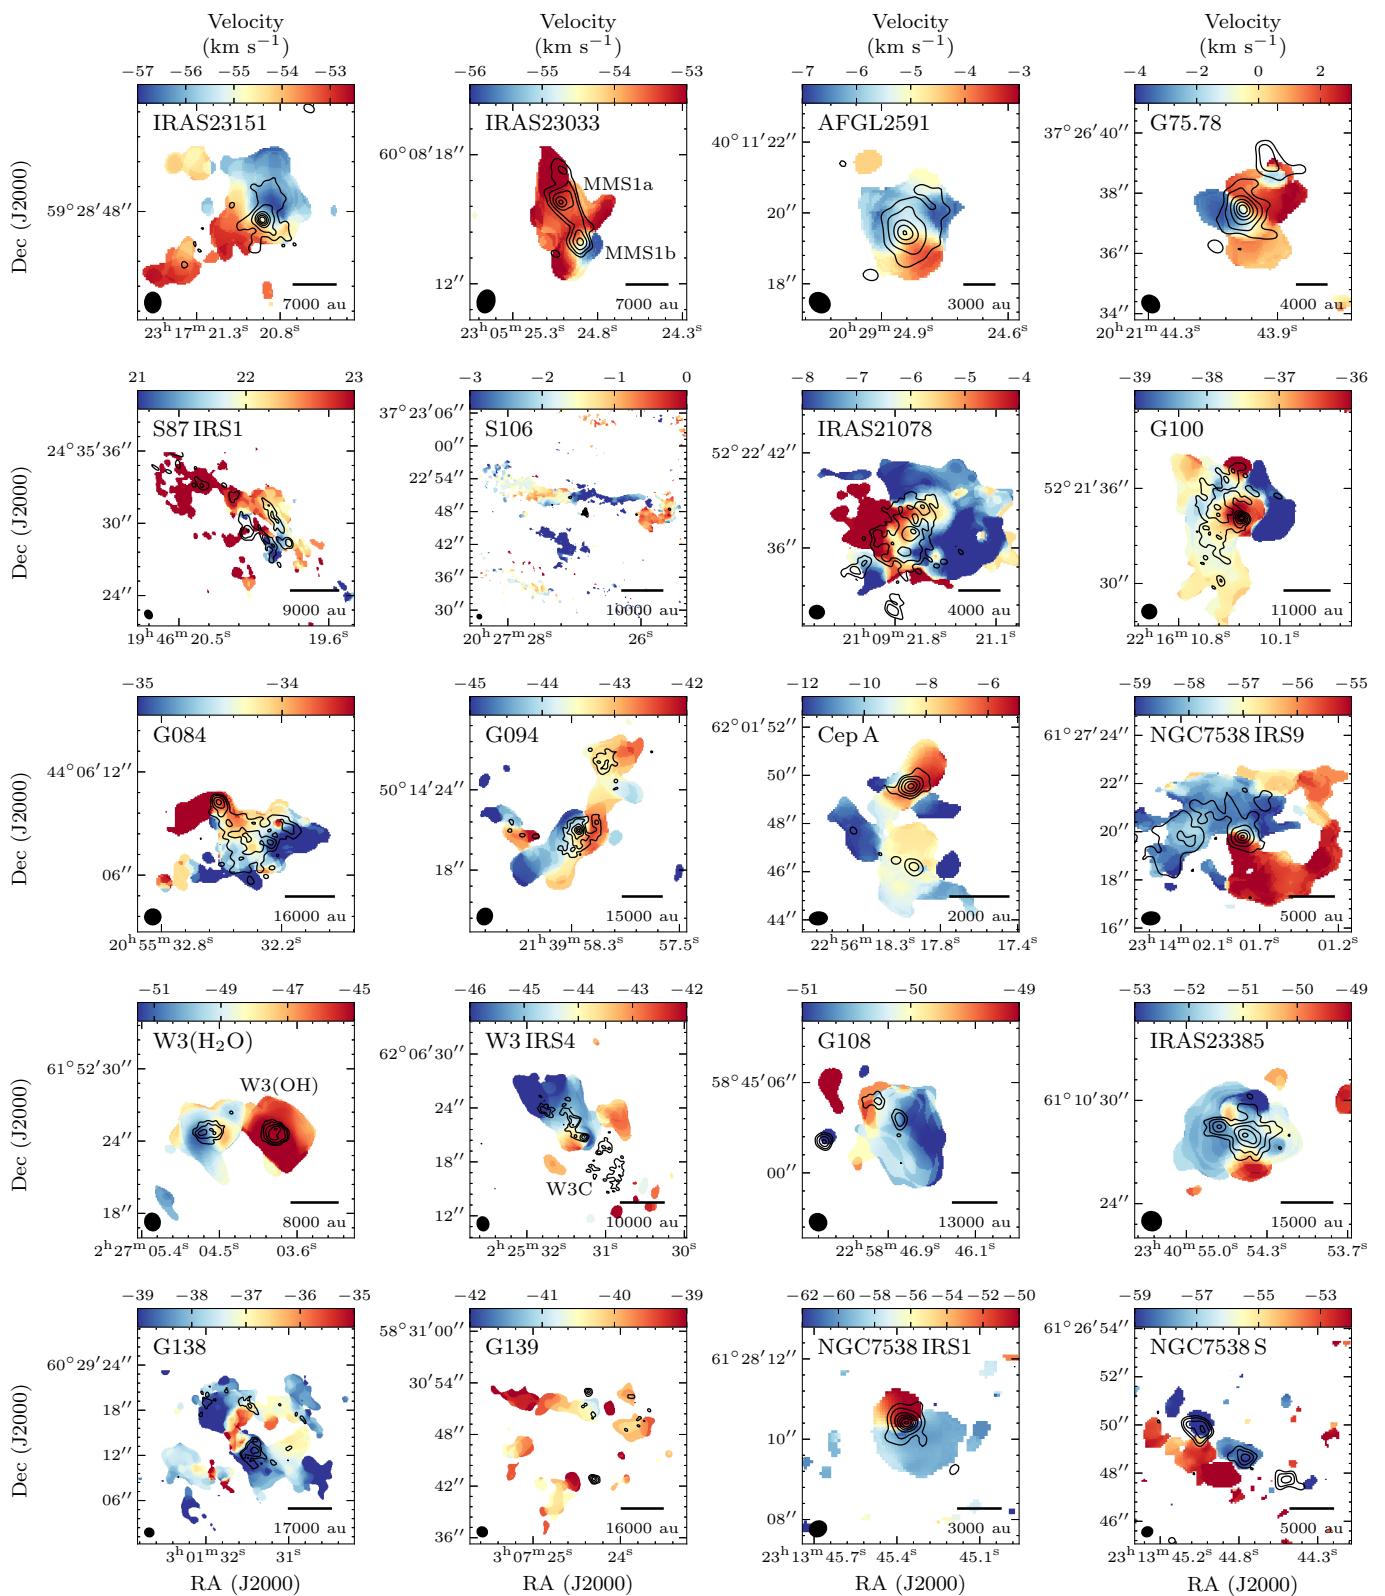 Velocity Velocity Velocity Velocity
(km s⁻¹) (km s⁻¹) (km s⁻¹) (km s⁻¹)
−57 −56 −55 −54 −53 −56 −55 −54 −53 −7 −6 −5 −4 −3 −4 −2 0 2
IRAS23151 IRAS23033 AFGL2591 G75.78
59°28′48′′ 60°08′18′′ 12′′ 40°11′22′′ 20′′ 18′′ 37°26′40′′ 38′′ 36′′ 34′′
MMS1a
MMS1b
Dec (J2000)
7000 au 7000 au 3000 au 4000 au
23ʰ17ᵐ21.3ˢ 20.8ˢ 23ʰ05ᵐ25.3ˢ 24.8ˢ 24.3ˢ 20ʰ29ᵐ24.9ˢ 24.6ˢ 20ʰ21ᵐ44.3ˢ 43.9ˢ
21 22 23 −3 −2 −1 0 −8 −7 −6 −5 −4 −39 −38 −37 −36
S87 IRS1 S106 IRAS21078 G100
24°35′36′′ 30′′ 24′′ 37°23′06′′ 00′′ 22′54′′ 48′′ 42′′ 36′′ 30′′ 52°22′42′′ 36′′ 52°21′36′′ 30′′
Dec (J2000)
9000 au 10000 au 4000 au 11000 au
19ʰ46ᵐ20.5ˢ 19.6ˢ 20ʰ27ᵐ28ˢ 26ˢ 21ʰ09ᵐ21.8ˢ 21.1ˢ 22ʰ16ᵐ10.8ˢ 10.1ˢ
−35 −34 −45 −44 −43 −42 −12 −10 −8 −6 −59 −58 −57 −56 −55
G084 G094 Cep A NGC7538 IRS9
44°06′12′′ 06′′ 50°14′24′′ 18′′ 62°01′52′′ 50′′ 48′′ 46′′ 44′′ 61°27′24′′ 22′′ 20′′ 18′′ 16′′
Dec (J2000)
16000 au 15000 au 2000 au 5000 au
20ʰ55ᵐ32.8ˢ 32.2ˢ 21ʰ39ᵐ58.3ˢ 57.5ˢ 22ʰ56ᵐ18.3ˢ 17.8ˢ 17.4ˢ 23ʰ14ᵐ02.1ˢ 01.7ˢ 01.2ˢ
−51 −49 −48 −47 −45 −46 −45 −44 −43 −42 −51 −50 −49 −53 −52 −51 −50 −49
W3(H₂O) W3 IRS4 G108 IRAS23385
W3(OH)
61°52′30′′ 24′′ 18′′ 62°06′30′′ 24′′ 18′′ 12′′ 58°45′06′′ 00′′ 61°10′30′′ 24′′
W3C
Dec (J2000)
8000 au 10000 au 13000 au 15000 au
2ʰ27ᵐ05.4ˢ 04.5ˢ 03.6ˢ 2ʰ25ᵐ32ˢ 31ˢ 30ˢ 22ʰ58ᵐ46.9ˢ 46.1ˢ 23ʰ40ᵐ55.0ˢ 54.3ˢ 53.7ˢ
−39 −38 −37 −36 −35 −42 −41 −40 −39 −62 −60 −58 −56 −54 −52 −50 −59 −57 −55 −53
G138 G139 NGC7538 IRS1 NGC7538 S
60°29′24′′ 18′′ 12′′ 06′′ 58°31′00′′ 30′54′′ 48′′ 42′′ 36′′ 61°28′12′′ 10′′ 08′′ 61°26′54′′ 52′′ 50′′ 48′′ 46′′
Dec (J2000)
17000 au 16000 au 3000 au 5000 au
3ʰ01ᵐ32ˢ 31ˢ 3ʰ07ᵐ25ˢ 24ˢ 23ʰ13ᵐ45.7ˢ 45.4ˢ 45.1ˢ 23ʰ13ᵐ45.2ˢ 44.8ˢ 44.3ˢ
RA (J2000) RA (J2000) RA (J2000) RA (J2000)